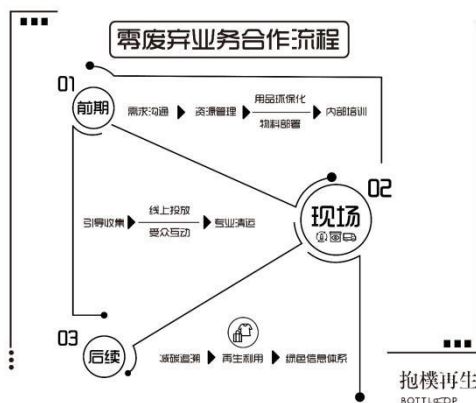 零废弃业务合作流程
01
前期
需求沟通
资源管理
用品环保化
物料部署
内部培训
02
现场
引导收集
线上投放
受众互动
专业清运
03
后续
减碳追溯
再生利用
绿色信息体系
抱樸再生
BOTTLOOP